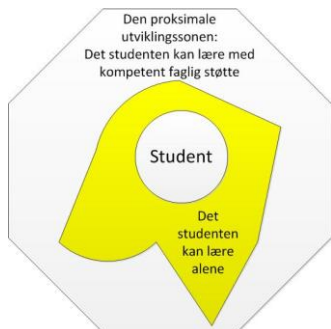 Den proksimale
utviklingssonen:
Det studenten kan lære med
kompetent faglig støtte
Student
Det
studenten
kan lære
alene